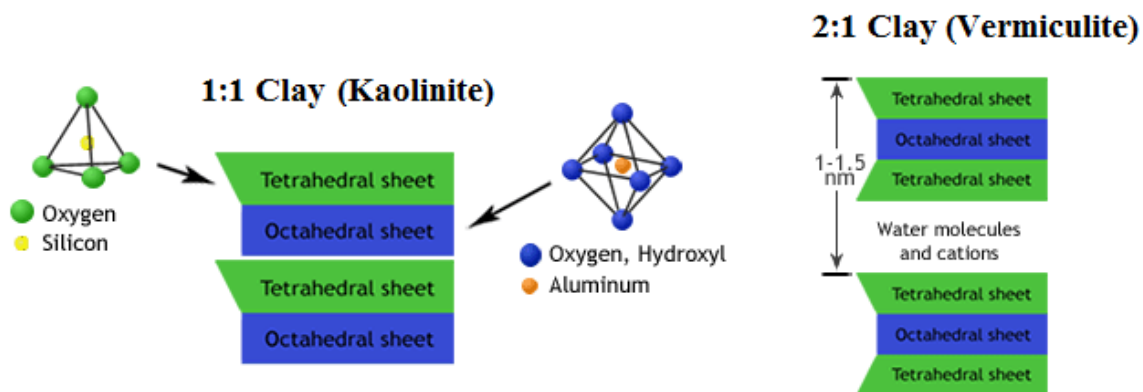 2:1 Clay (Vermiculite)
1:1 Clay (Kaolinite)
Tetrahedral sheet
Octahedral sheet
Tetrahedral sheet
Octahedral sheet
Oxygen
Silicon
Oxygen, Hydroxyl
Aluminum
Tetrahedral sheet
Octahedral sheet
Tetrahedral sheet
1-1.5
nm
Water molecules
and cations
Tetrahedral sheet
Octahedral sheet
Tetrahedral sheet